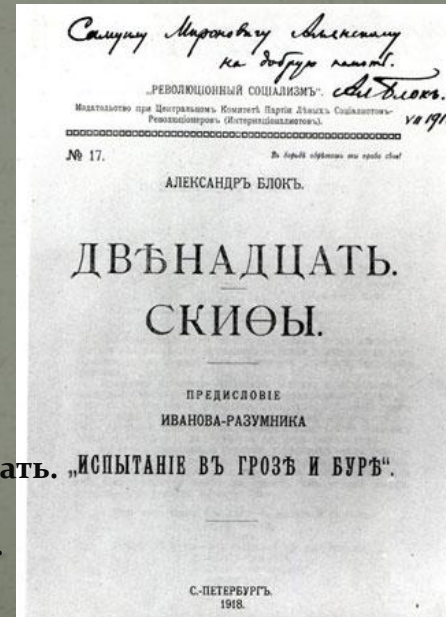 Самуилу Мироновичу Алянскому
на добрую память.
Ал Блокъ.
VII 191
„РЕВОЛЮЦІОННЫЙ СОЦІАЛИЗМЪ“.
Издательство при Центральномъ Комитетѣ Партіи Лѣвыхъ Соціалистовъ-
Революціонеровъ (Интернаціоналистовъ).
№ 17.
Въ борьбѣ обрѣтешь ты право свое!
АЛЕКСАНДРЪ БЛОКЪ.
ДВѢНАДЦАТЬ.
СКИѲЫ.
ПРЕДИСЛОВІЕ
ИВАНОВА-РАЗУМНИКА
„ИСПЫТАНІЕ ВЪ ГРОЗѢ И БУРѢ“.
ать.
С.-ПЕТЕРБУРГЪ.
1918.